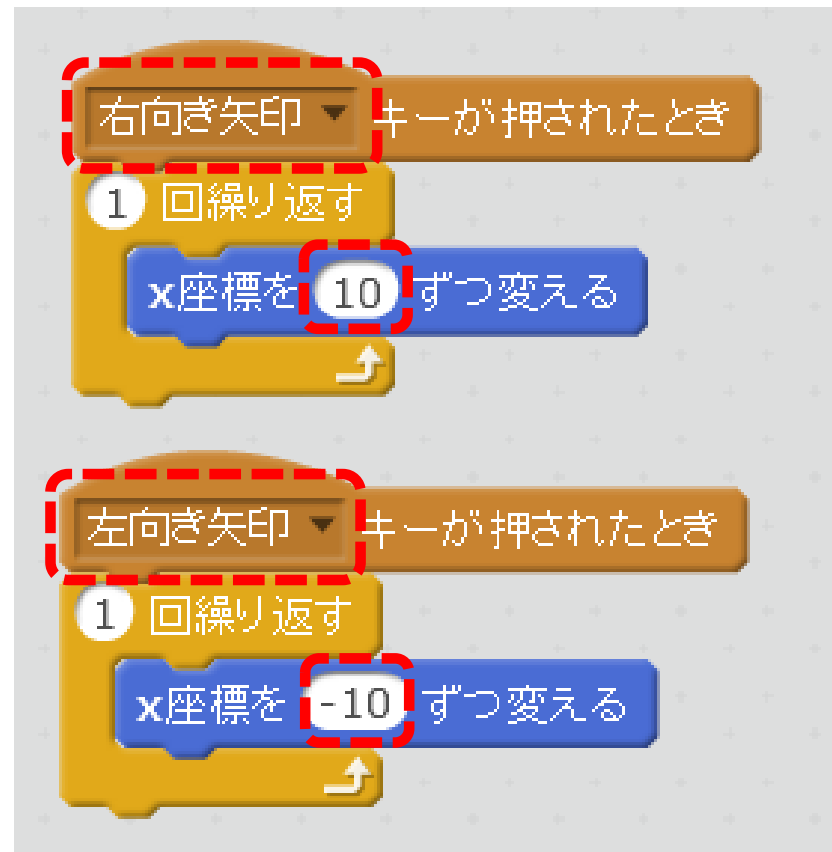 右向き矢印 キーが押されたとき
1 回繰り返す
x座標を 10 ずつ変える
左向き矢印 キーが押されたとき
1 回繰り返す
x座標を -10 ずつ変える